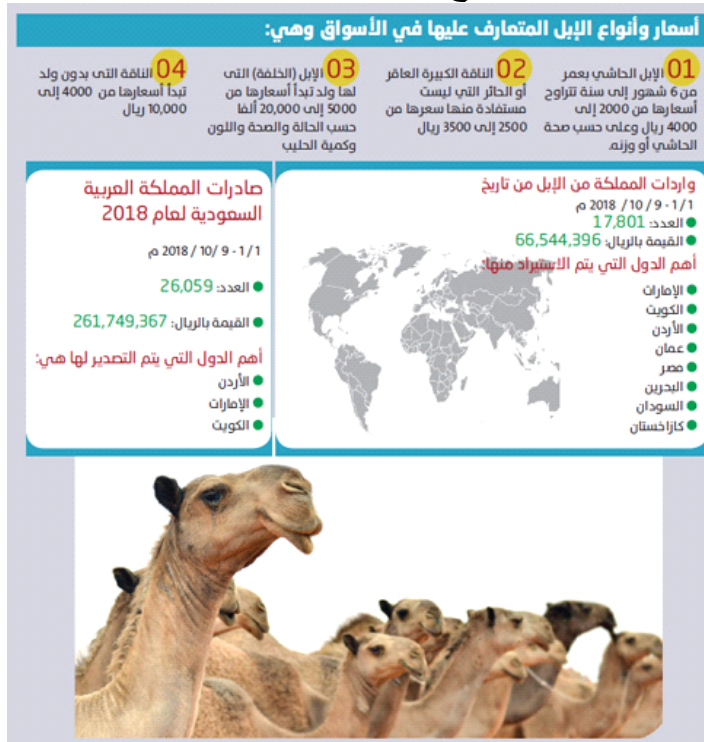 أسعار وأنواع الإبل المتعارف عليها في الأسواق وهي:
01 الإبل الحاشي بعمر
من 6 شهور إلى سنة تتراوح
أسعارها من 2000 إلى
4000 ريال وعلى حسب صحة
الحاشي أو وزنه.
02 الناقة الكبيرة العاقر
أو الحائر التي ليست
مستفادة منها سعرها من
2500 إلى 3500 ريال
03 الإبل (الخلفة) التى
لها ولد تبدأ أسعارها من
5000 إلى 20,000 ألفا
حسب الحالة والصحة واللون
وكمية الحليب
04 الناقة التى بدون ولد
تبدأ أسعارها من 4000 إلى
10,000 ريال
واردات المملكة من الإبل من تاريخ
1/1 - 9 / 10 / 2018 م
العدد: 17,801
القيمة بالريال: 66,544,396
أهم الدول التي يتم الاستيراد منها:
الإمارات
الكويت
الأردن
عمان
مصر
البحرين
السودان
كازاخستان
صادرات المملكة العربية
السعودية لعام 2018
1/1 - 9 /10 / 2018 م
العدد: 26,059
القيمة بالريال: 261,749,367
أهم الدول التي يتم التصدير لها هي:
الأردن
الإمارات
الكويت